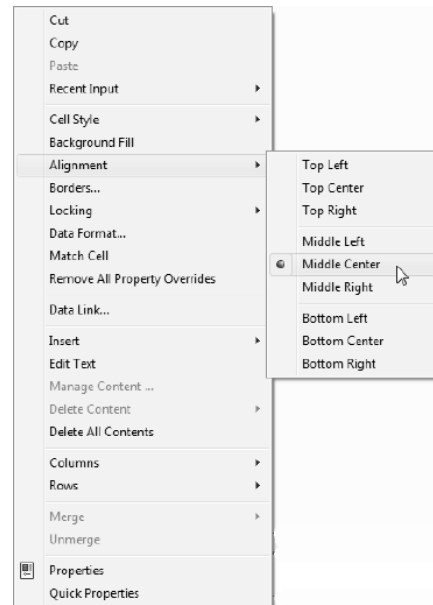 Cut
Copy
Paste
Recent Input
Cell Style
Background Fill
Alignment
Borders...
Locking
Data Format...
Match Cell
Remove All Property Overrides
Data Link...
Insert
Edit Text
Manage Content ...
Delete Content
Delete All Contents
Columns
Rows
Merge
Unmerge
Properties
Quick Properties
Top Left
Top Center
Top Right
Middle Left
Middle Center
Middle Right
Bottom Left
Bottom Center
Bottom Right